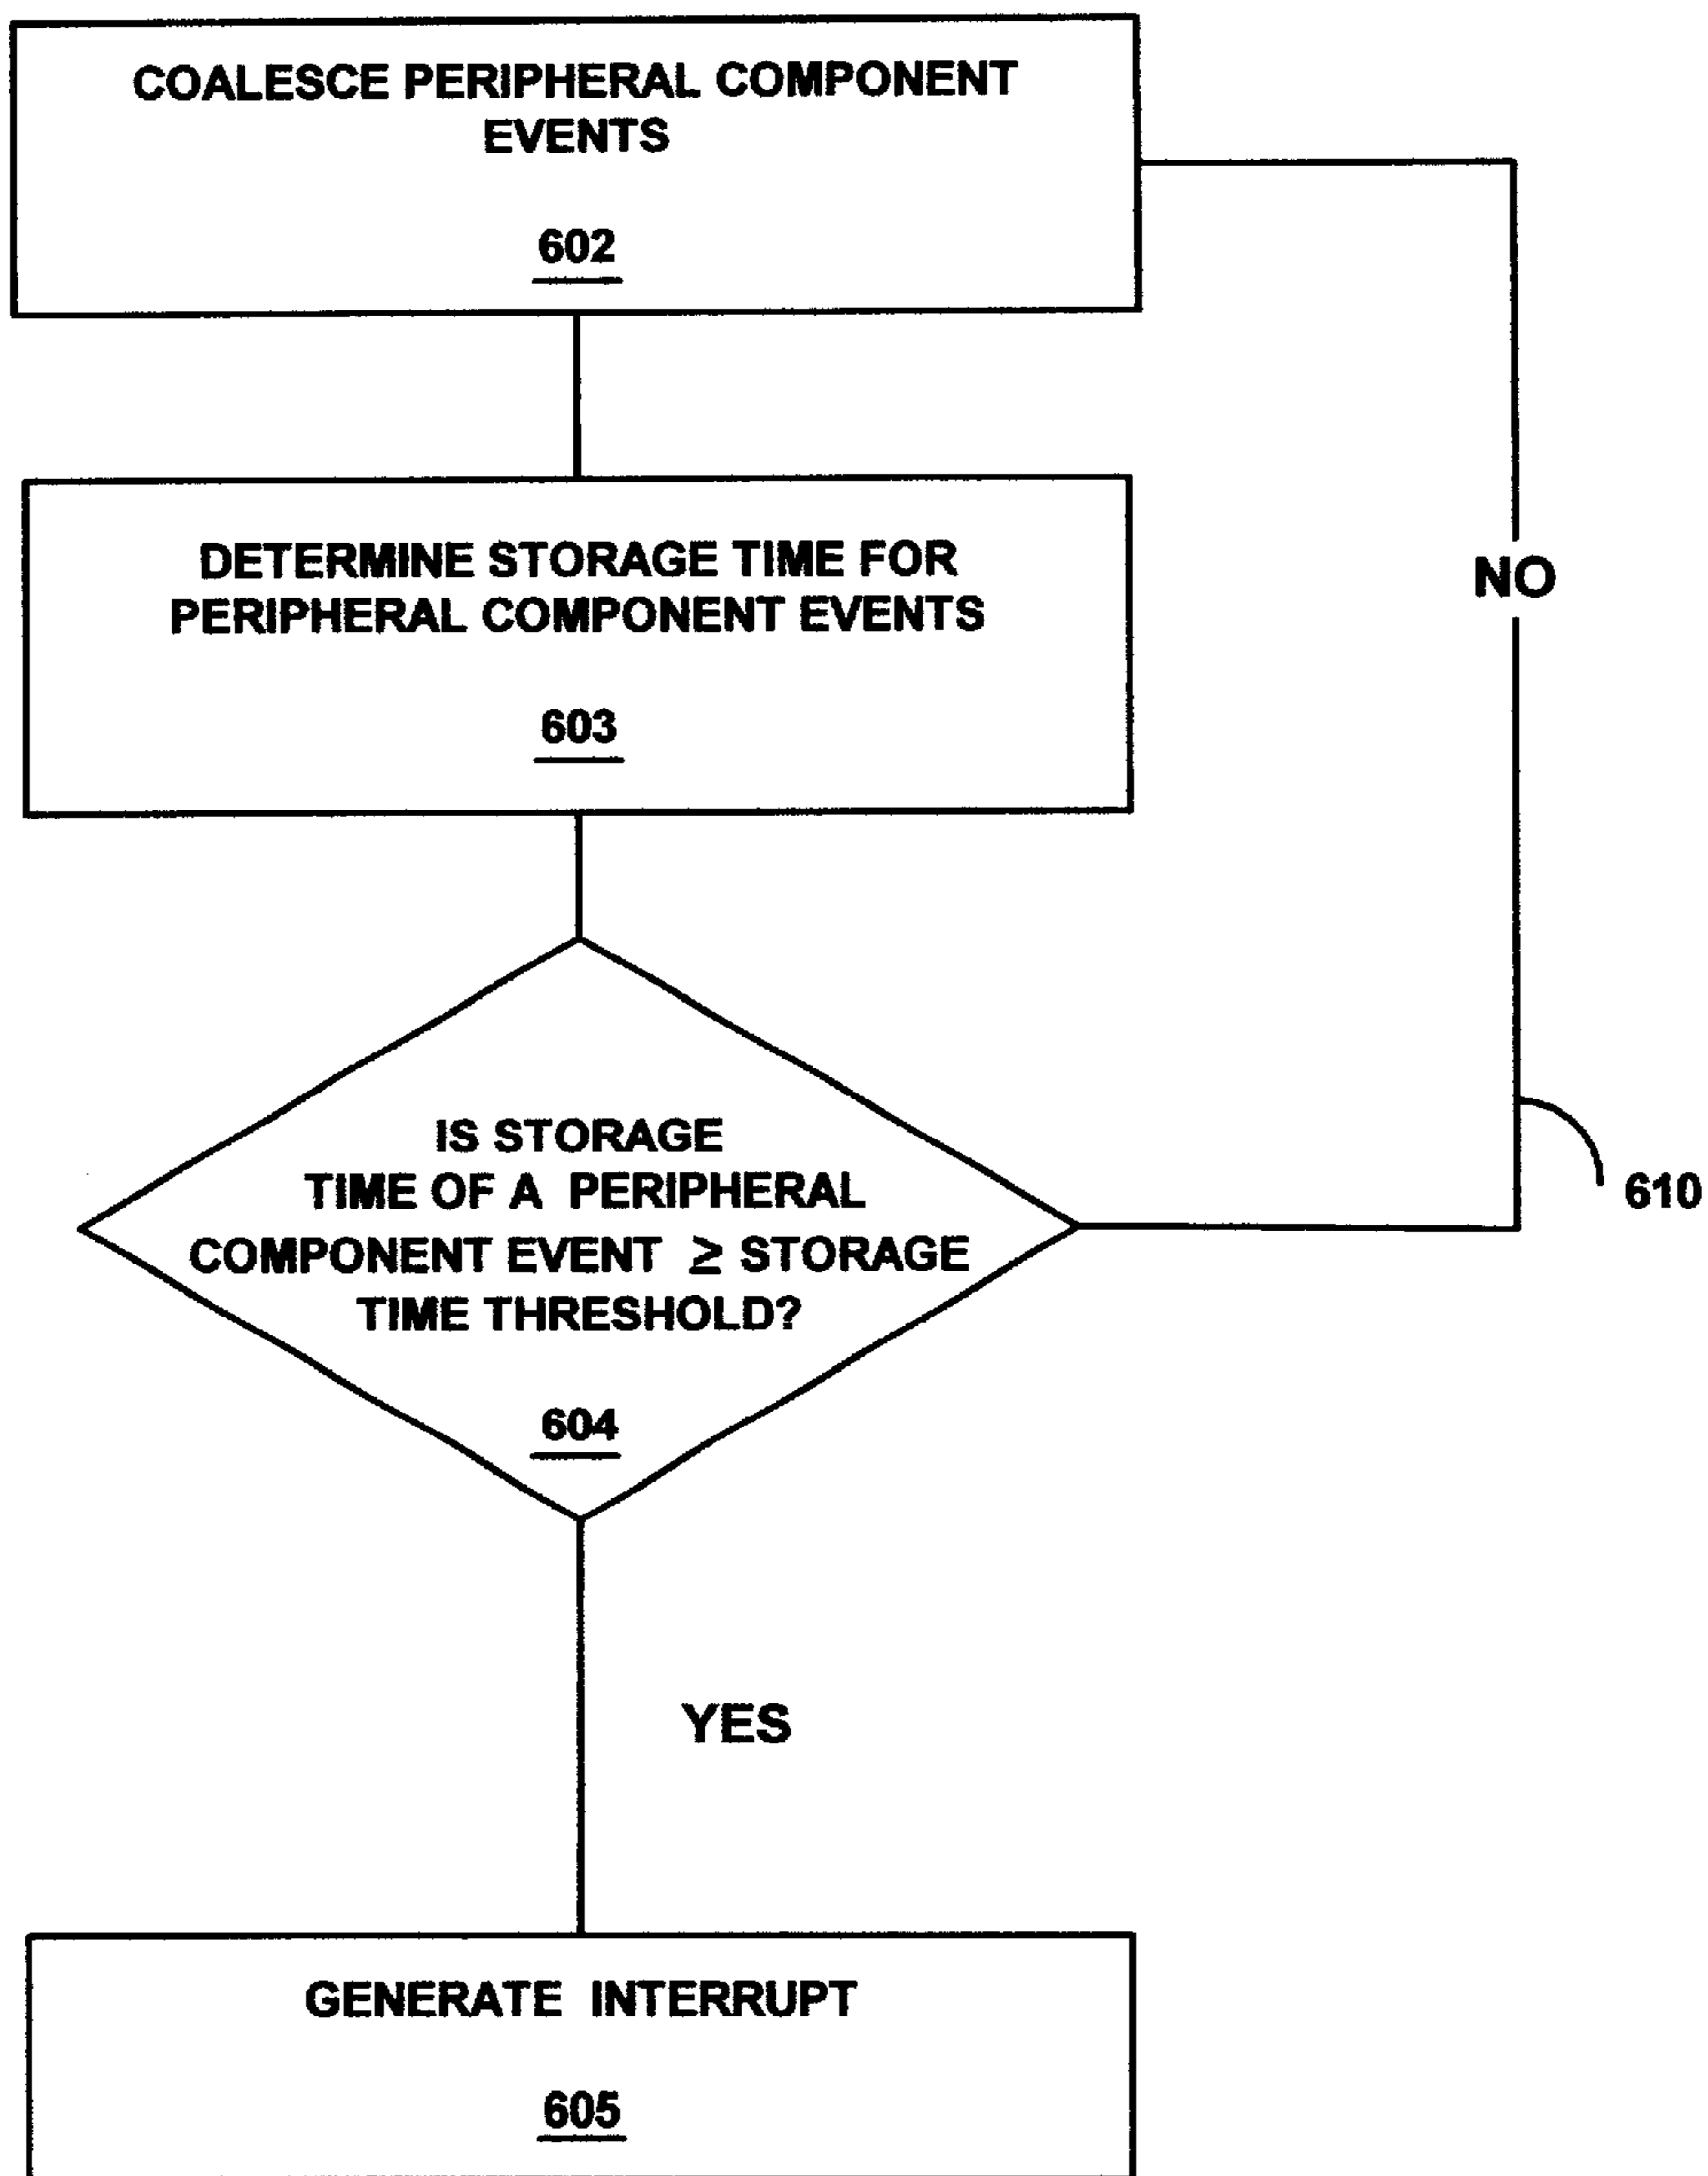 COALESCE PERIPHERAL COMPONENT
EVENTS
602
DETERMINE STORAGE TIME FOR
PERIPHERAL COMPONENT EVENTS
603
NO
IS STORAGE
TIME OF A PERIPHERAL
COMPONENT EVENT ≥ STORAGE
TIME THRESHOLD?
604
610
YES
GENERATE INTERRUPT
605